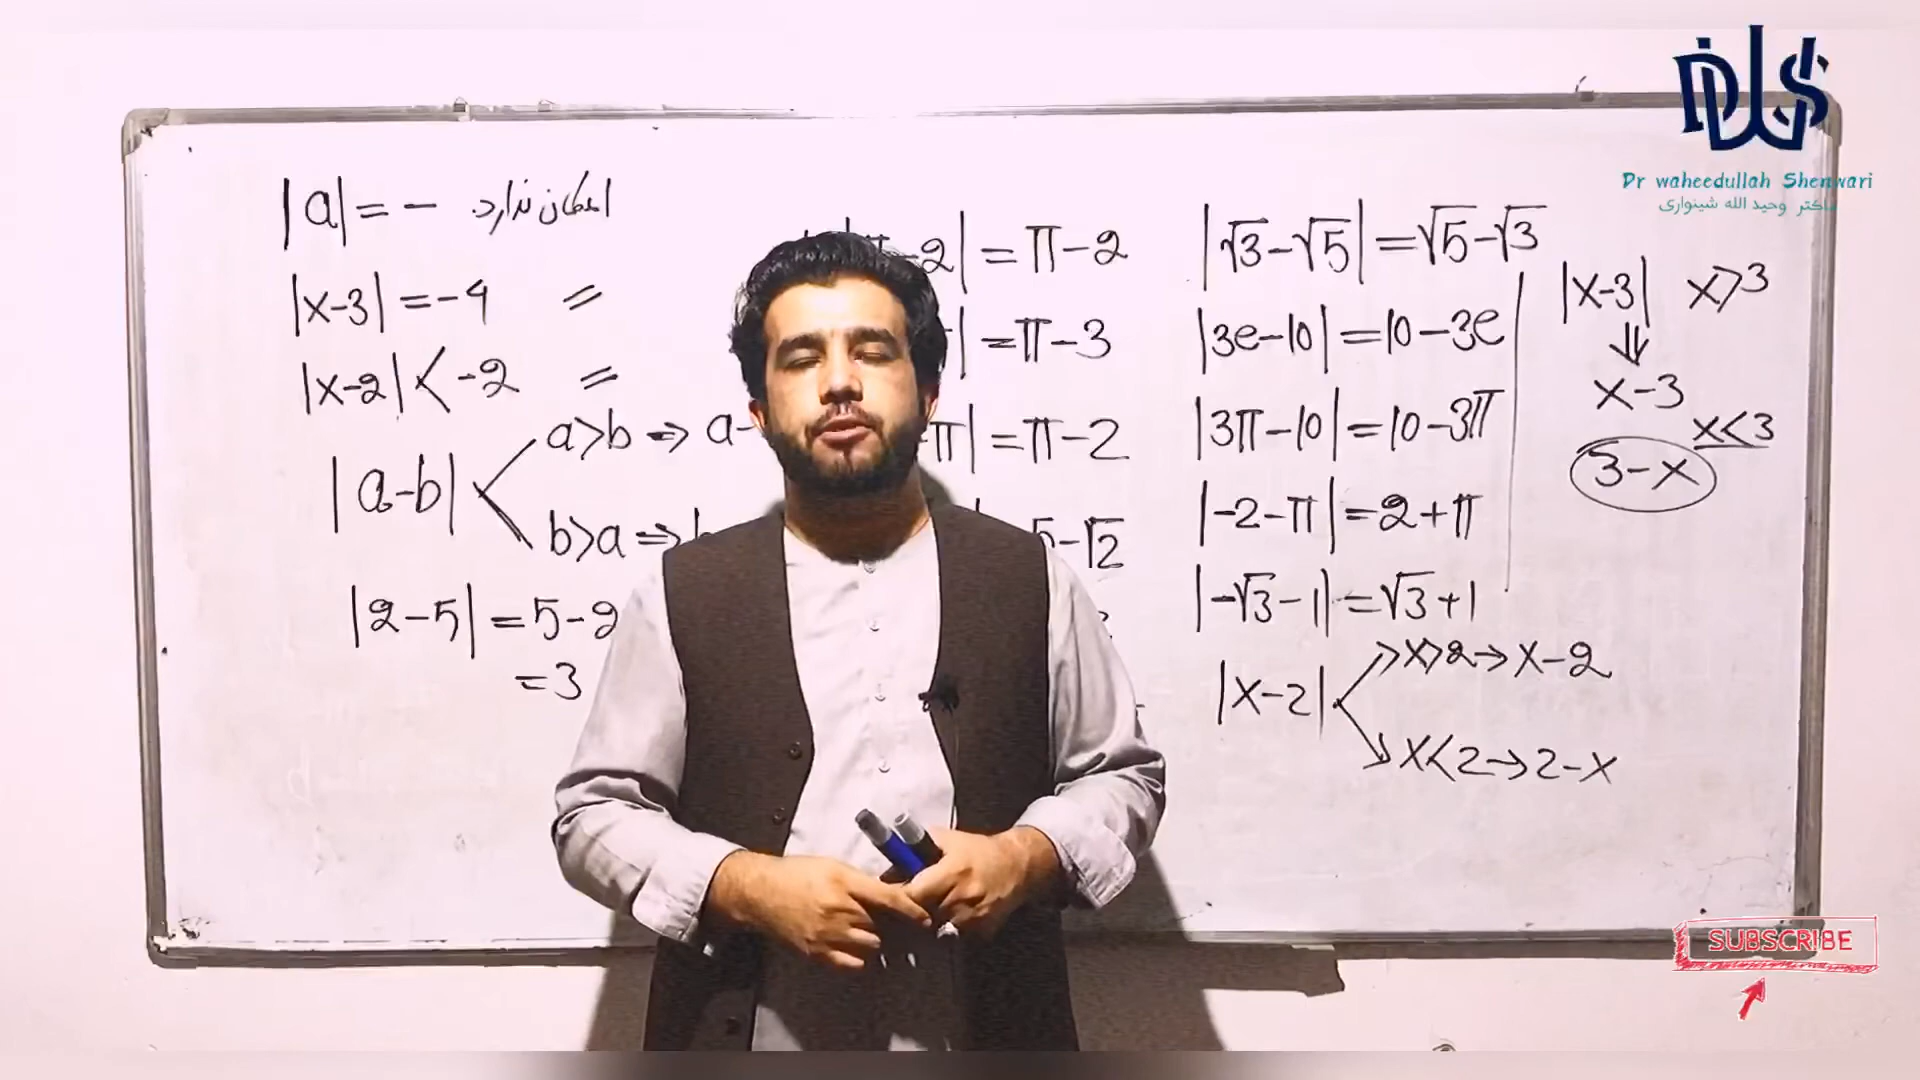 |a| = − امکان ندارد.
|x-3| = -4 =
|x-2| < -2 =
|a-b|
a>b ⇒ a-
b>a ⇒ b
|2-5| = 5-2
=3
-2| = π-2
| = π-3
π| = π-2
5-√2
|√3-√5| = √5-√3
|3e-10| = 10-3e
|3π-10| = 10-3π
|-2-π| = 2+π
|-√3-1| = √3+1
|x-2|
x>2 → x-2
x<2 → 2-x
|x-3| x>3
⇓
x-3
x<3
3-x
DWS
Dr waheedullah Shenwari
داکتر وحید الله شینواری
SUBSCRIBE